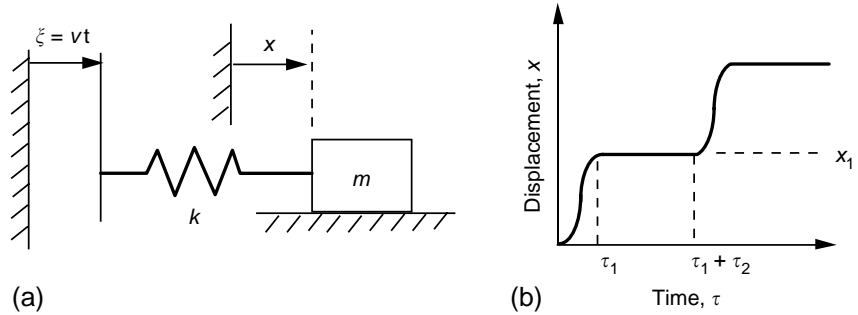 ξ = vt
x
k
m
(a)
Displacement, x
x₁
τ₁
τ₁ + τ₂
Time, τ
(b)